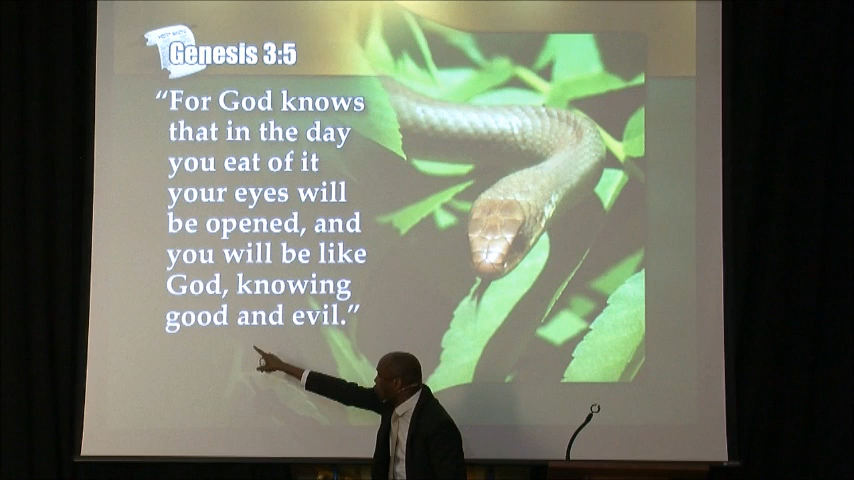 Genesis 3:5
“For God knows
that in the day
you eat of it
your eyes will
be opened, and
you will be like
God, knowing
good and evil.”